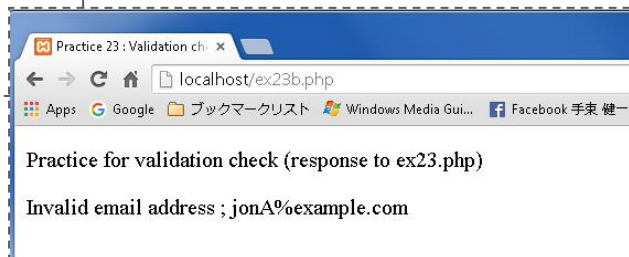 Practice 23 : Validation ch
localhost/ex23b.php
Apps Google ブックマークリスト Windows Media Gui... Facebook 手束 健一
Practice for validation check (response to ex23.php)
Invalid email address ; jonA%example.com